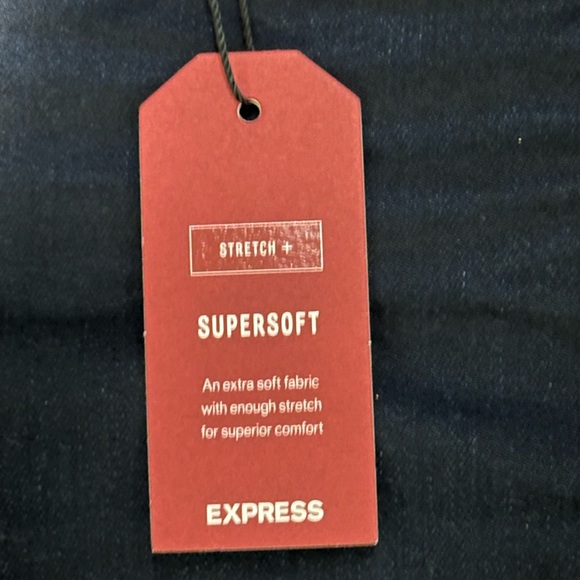 STRETCH +
SUPERSOFT
An extra soft fabric
with enough stretch
for superior comfort
EXPRESS